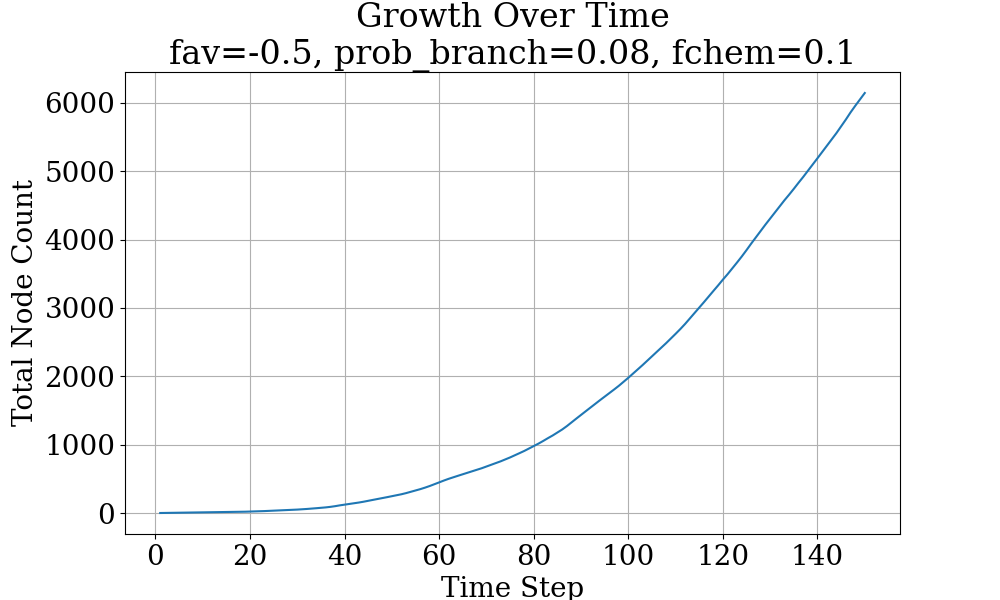 Growth Over Time
fav=-0.5, prob_branch=0.08, fchem=0.1
Total Node Count
6000
5000
4000
3000
2000
1000
0
0 20 40 60 80 100 120 140
Time Step